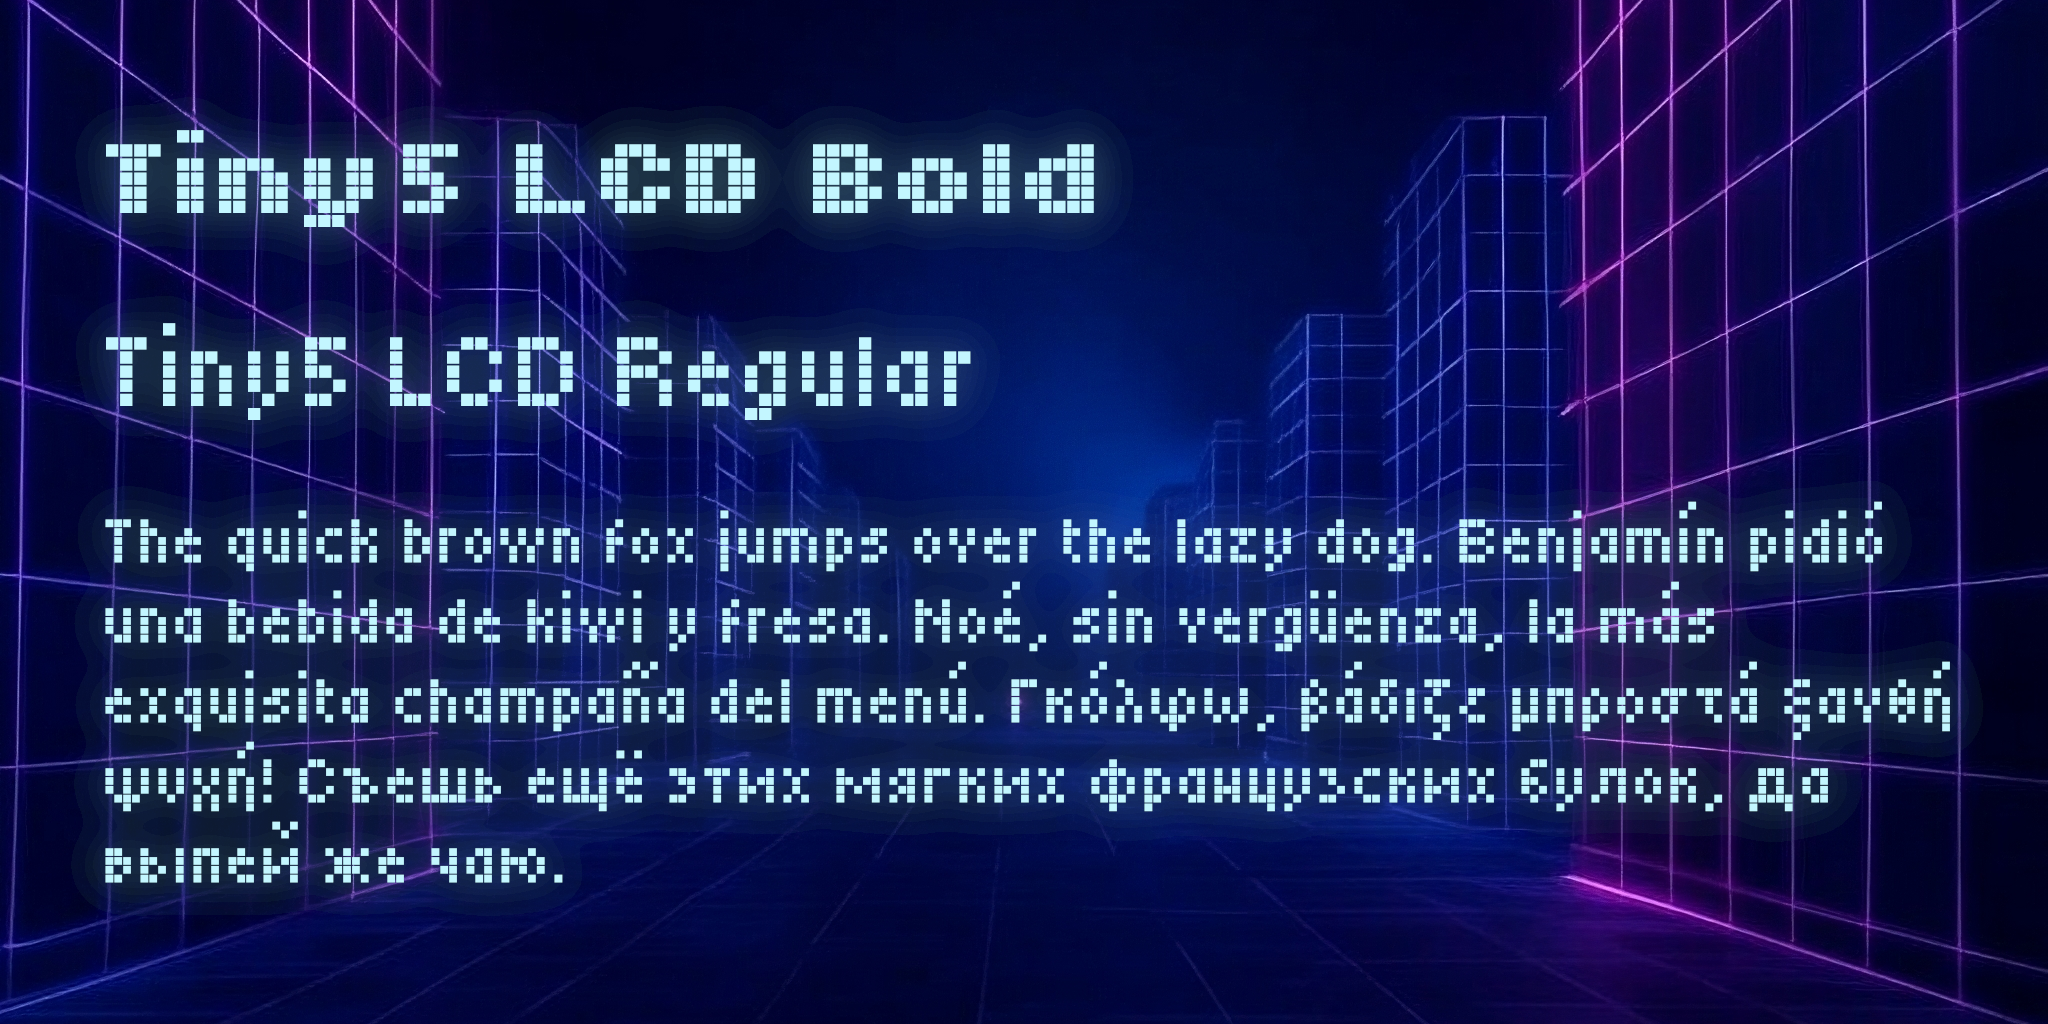 Tiny5 LCD Bold
Tiny5 LCD Regular
The quick brown fox jumps over the lazy dog. Benjamín pidió
una bebida de kiwi y fresa. Noé, sin vergüenza, la más
exquisita champaña del menú. Γκόλφω, βάδιζε μπροστά ξανθή
ψυχή! Съешь ещё этих мягких французских булок, да
выпей же чаю.